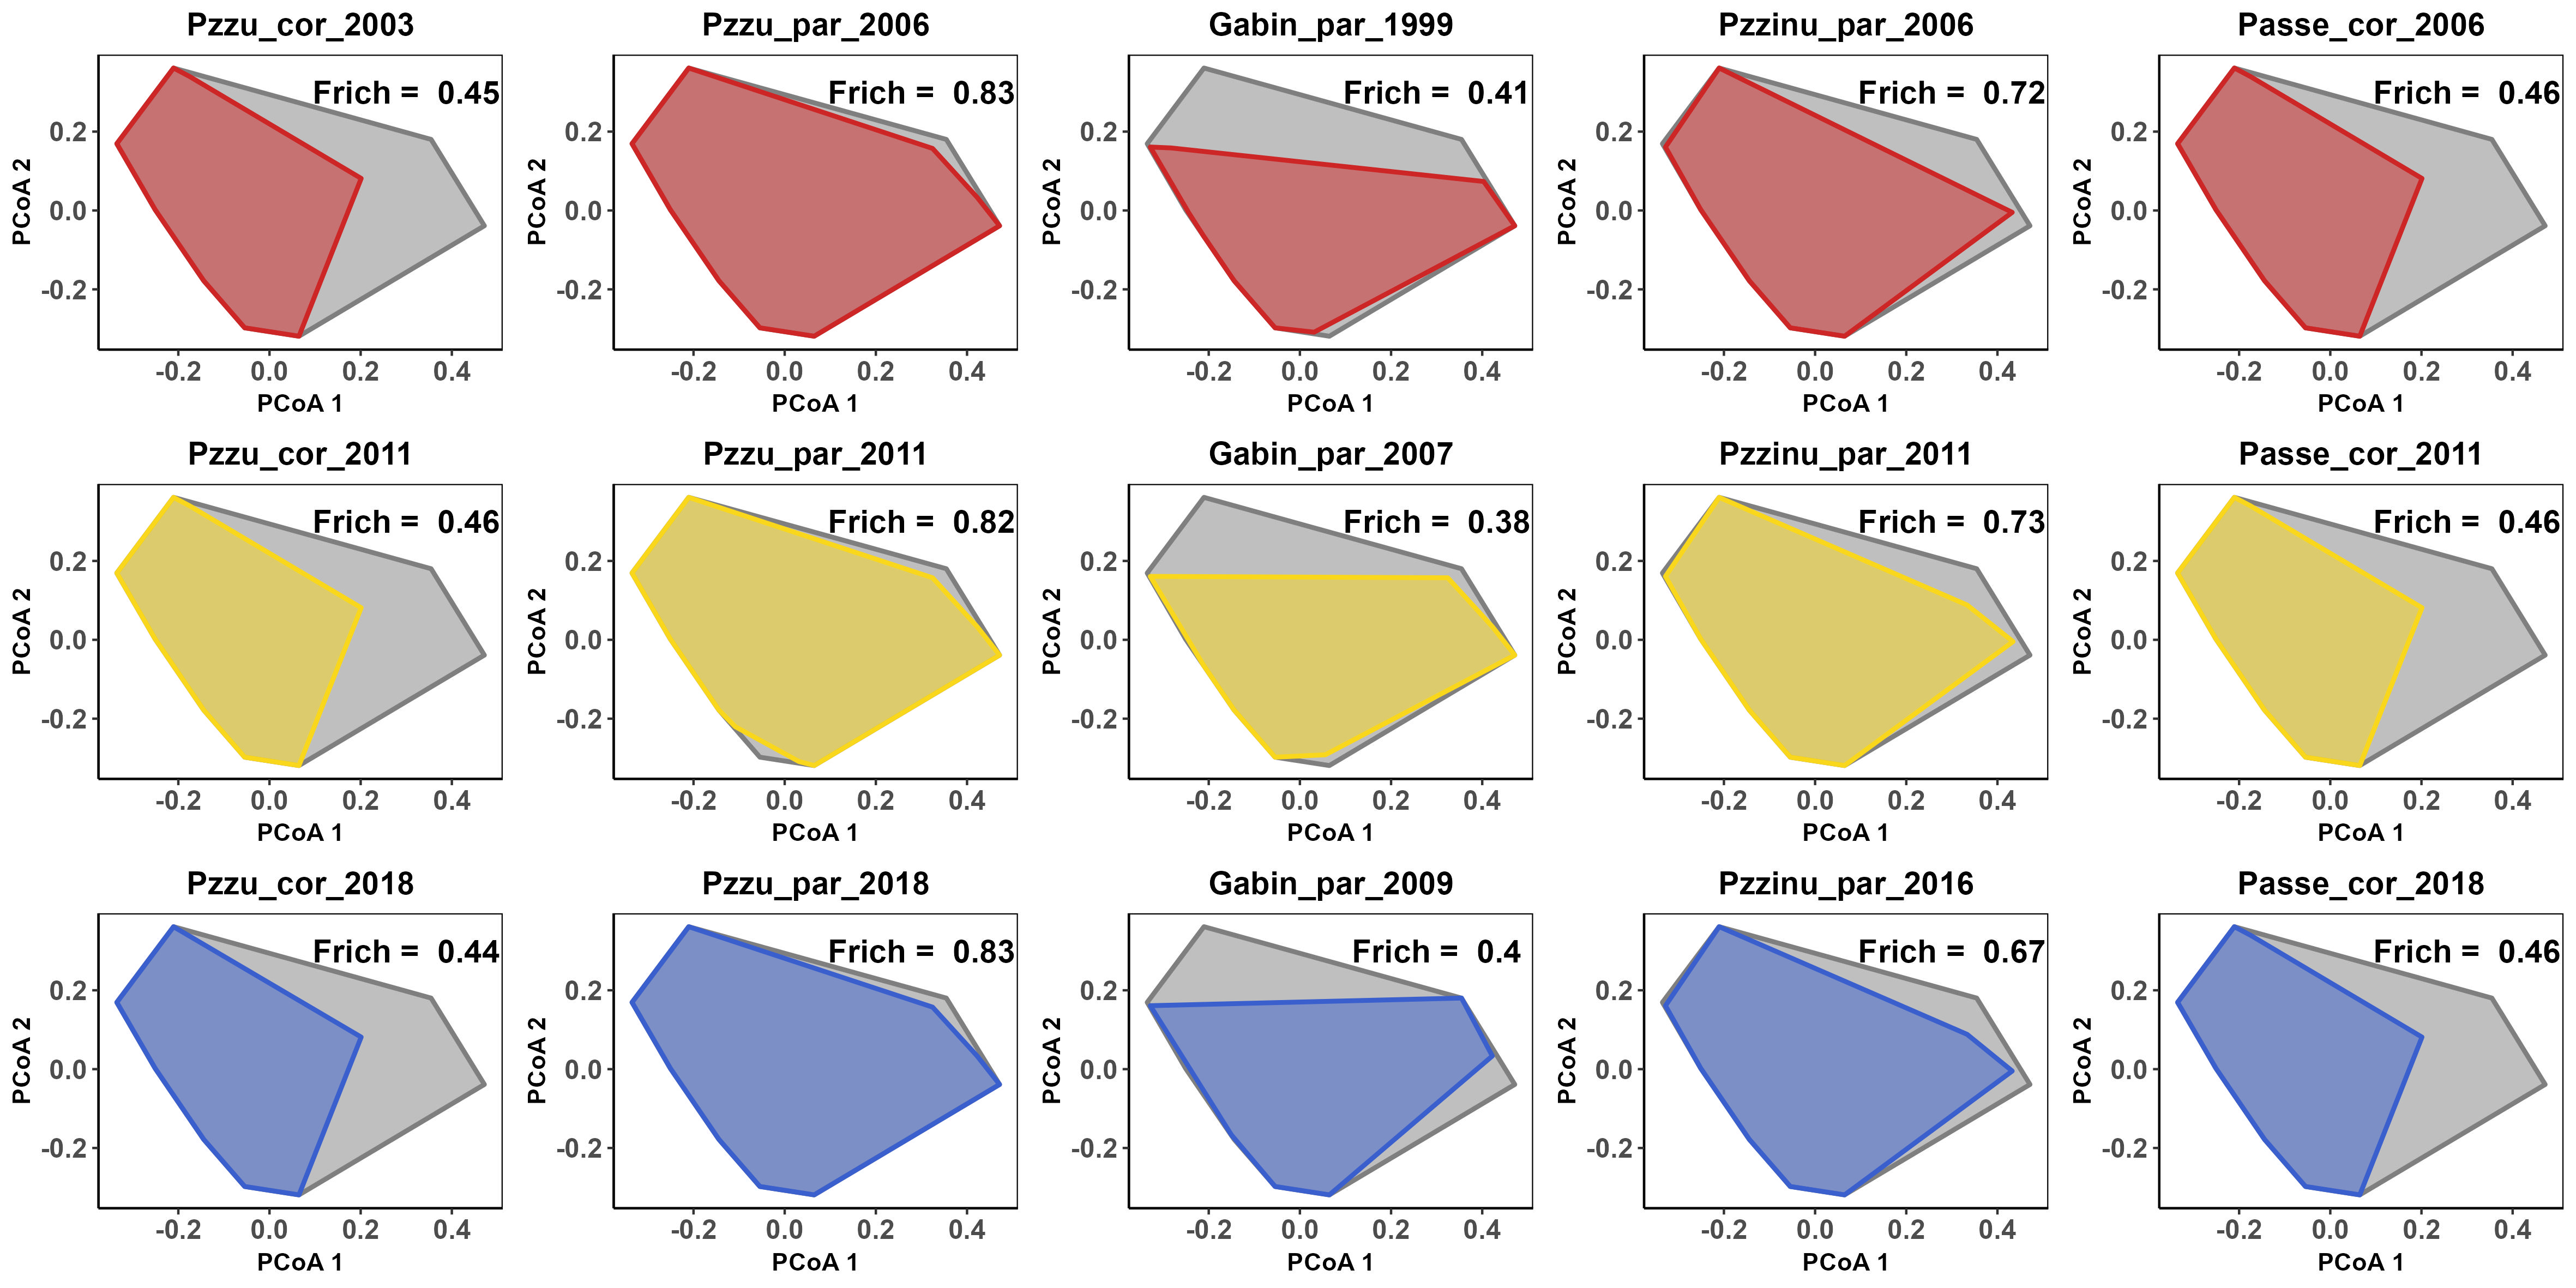 Pzzu_cor_2003 Pzzu_par_2006 Gabin_par_1999 Pzzinu_par_2006 Passe_cor_2006
Frich = 0.45 Frich = 0.83 Frich = 0.41 Frich = 0.72 Frich = 0.46
0.2 0.2 0.2 0.2 0.2
PCoA 2 PCoA 2 PCoA 2 PCoA 2 PCoA 2
0.0 0.0 0.0 0.0 0.0
-0.2 -0.2 -0.2 -0.2 -0.2
-0.2 0.0 0.2 0.4 -0.2 0.0 0.2 0.4 -0.2 0.0 0.2 0.4 -0.2 0.0 0.2 0.4 -0.2 0.0 0.2 0.4
PCoA 1 PCoA 1 PCoA 1 PCoA 1 PCoA 1
Pzzu_cor_2011 Pzzu_par_2011 Gabin_par_2007 Pzzinu_par_2011 Passe_cor_2011
Frich = 0.46 Frich = 0.82 Frich = 0.38 Frich = 0.73 Frich = 0.46
0.2 0.2 0.2 0.2 0.2
PCoA 2 PCoA 2 PCoA 2 PCoA 2 PCoA 2
0.0 0.0 0.0 0.0 0.0
-0.2 -0.2 -0.2 -0.2 -0.2
-0.2 0.0 0.2 0.4 -0.2 0.0 0.2 0.4 -0.2 0.0 0.2 0.4 -0.2 0.0 0.2 0.4 -0.2 0.0 0.2 0.4
PCoA 1 PCoA 1 PCoA 1 PCoA 1 PCoA 1
Pzzu_cor_2018 Pzzu_par_2018 Gabin_par_2009 Pzzinu_par_2016 Passe_cor_2018
Frich = 0.44 Frich = 0.83 Frich = 0.4 Frich = 0.67 Frich = 0.46
0.2 0.2 0.2 0.2 0.2
PCoA 2 PCoA 2 PCoA 2 PCoA 2 PCoA 2
0.0 0.0 0.0 0.0 0.0
-0.2 -0.2 -0.2 -0.2 -0.2
-0.2 0.0 0.2 0.4 -0.2 0.0 0.2 0.4 -0.2 0.0 0.2 0.4 -0.2 0.0 0.2 0.4 -0.2 0.0 0.2 0.4
PCoA 1 PCoA 1 PCoA 1 PCoA 1 PCoA 1